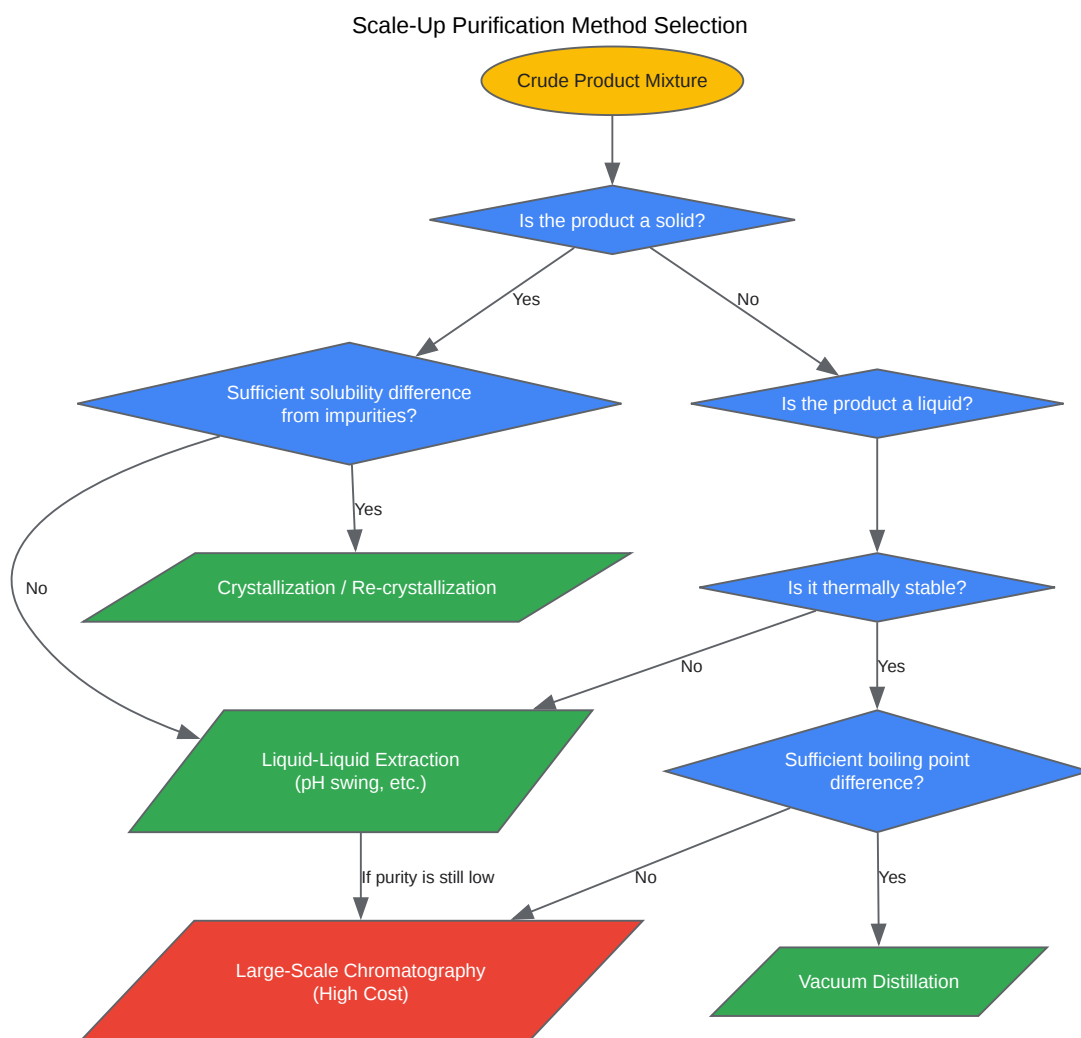 Scale-Up Purification Method Selection
Crude Product Mixture
Is the product a solid?
Yes
No
Sufficient solubility difference
from impurities?
Is the product a liquid?
Yes
No
Crystallization / Re-crystallization
Is it thermally stable?
No
Yes
Liquid-Liquid Extraction
(pH swing, etc.)
Sufficient boiling point
difference?
If purity is still low
No
Yes
Large-Scale Chromatography
(High Cost)
Vacuum Distillation